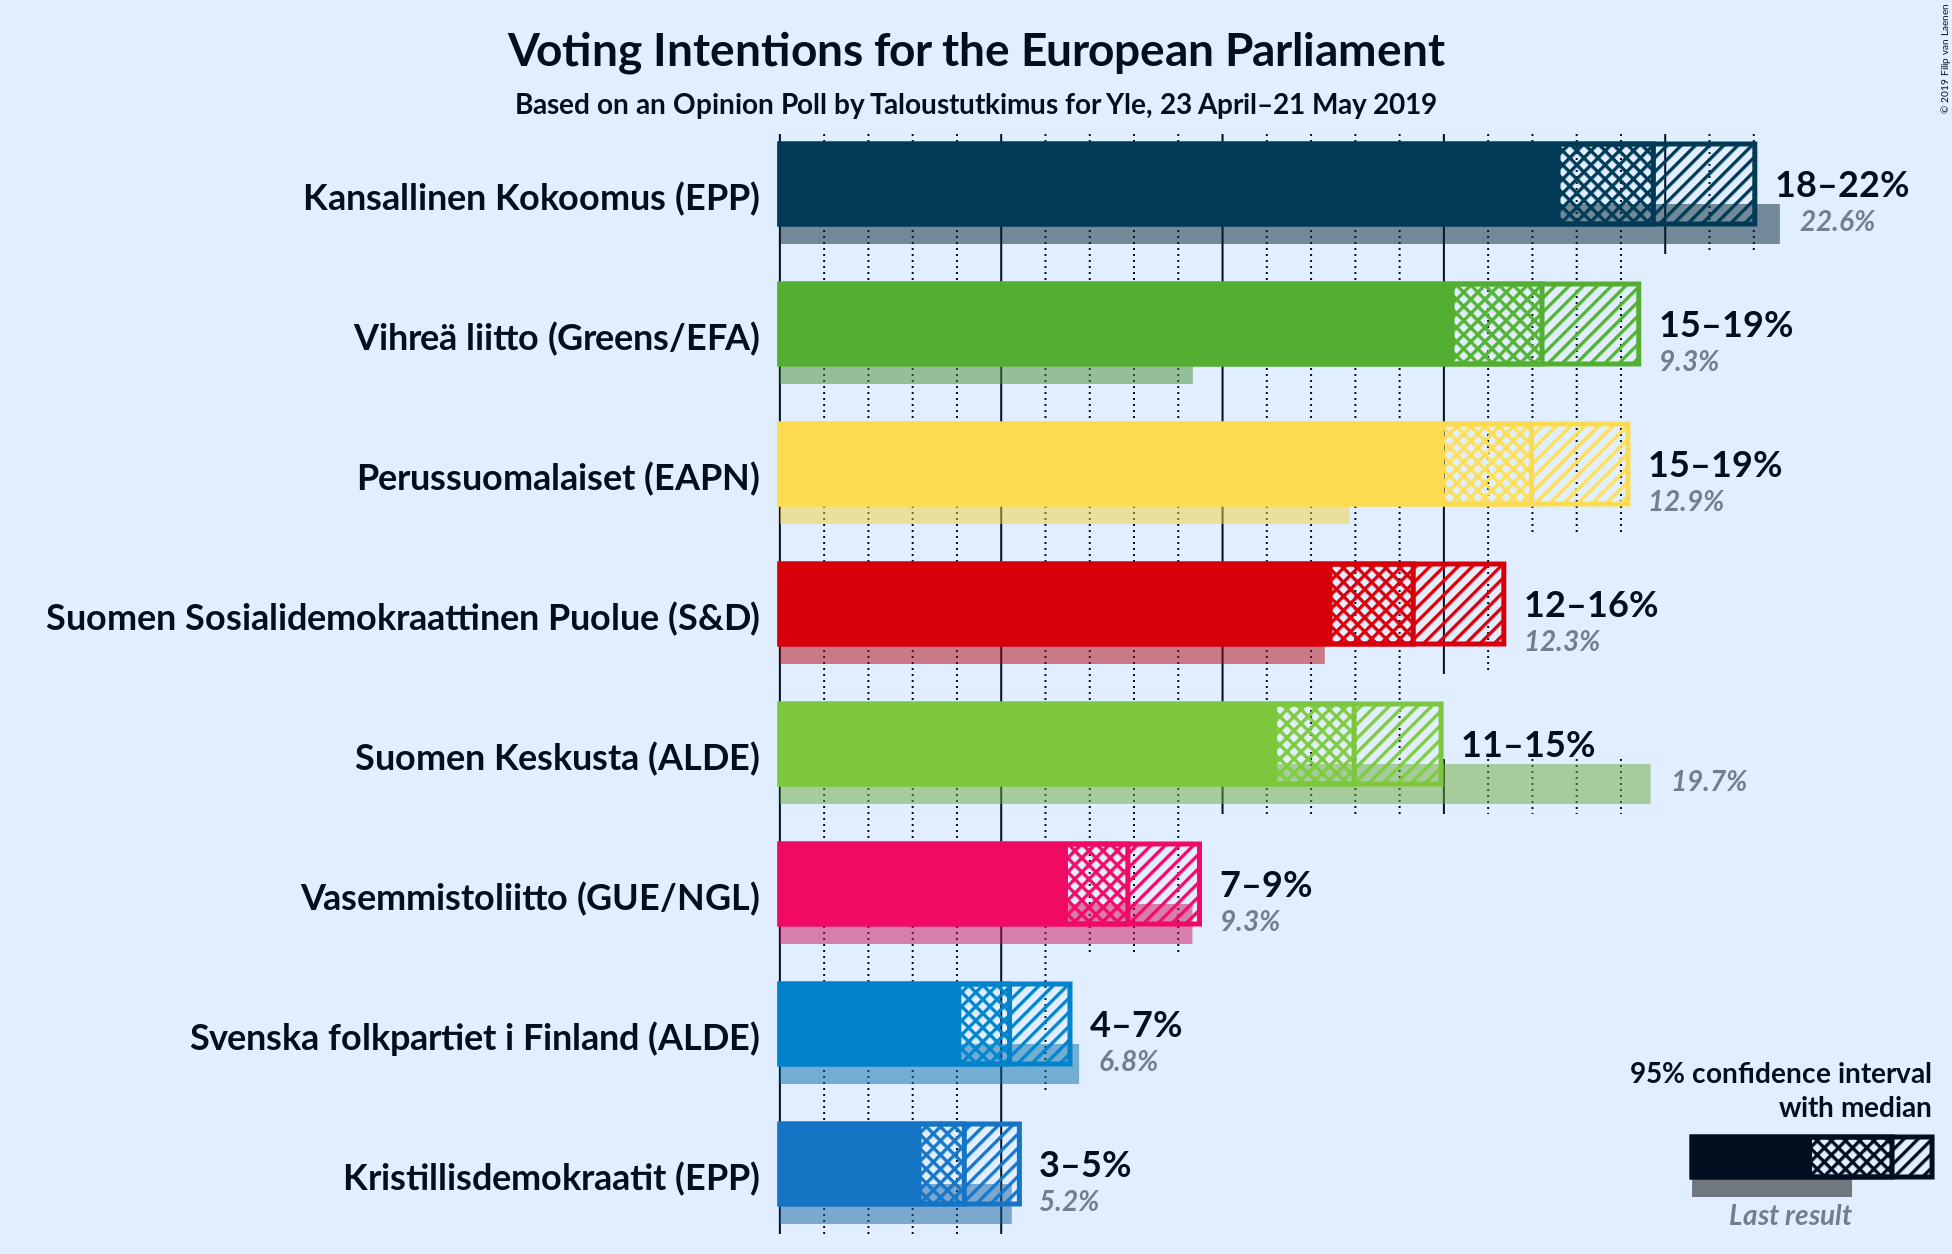 Voting Intentions for the European Parliament
Based on an Opinion Poll by Taloustutkimus for Yle, 23 April–21 May 2019
© 2019 Filip van Laenen
Kansallinen Kokoomus (EPP)
18–22%
22.6%
Vihreä liitto (Greens/EFA)
15–19%
9.3%
Perussuomalaiset (EAPN)
15–19%
12.9%
Suomen Sosialidemokraattinen Puolue (S&D)
12–16%
12.3%
Suomen Keskusta (ALDE)
11–15%
19.7%
Vasemmistoliitto (GUE/NGL)
7–9%
9.3%
Svenska folkpartiet i Finland (ALDE)
4–7%
6.8%
Kristillisdemokraatit (EPP)
3–5%
5.2%
95% confidence interval
with median
Last result